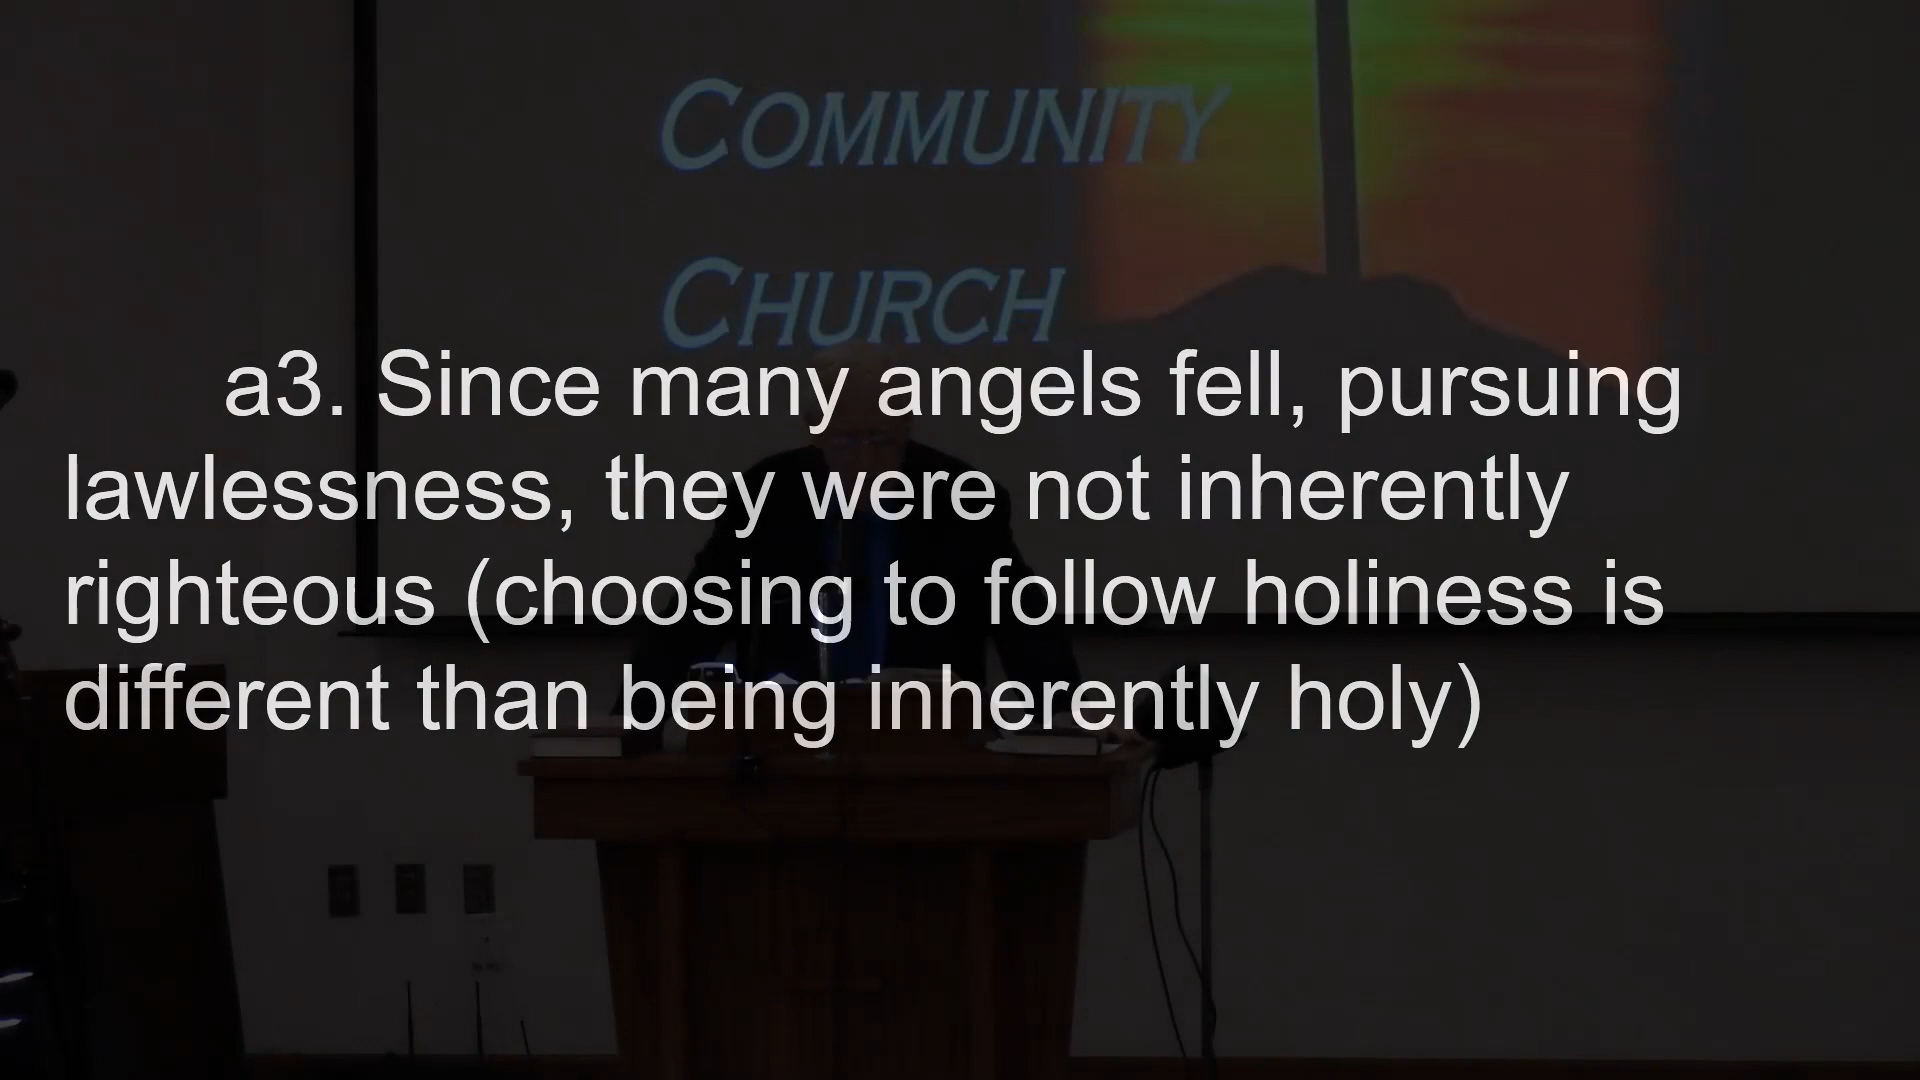 COMMUNITY
CHURCH
a3. Since many angels fell, pursuing
lawlessness, they were not inherently
righteous (choosing to follow holiness is
different than being inherently holy)